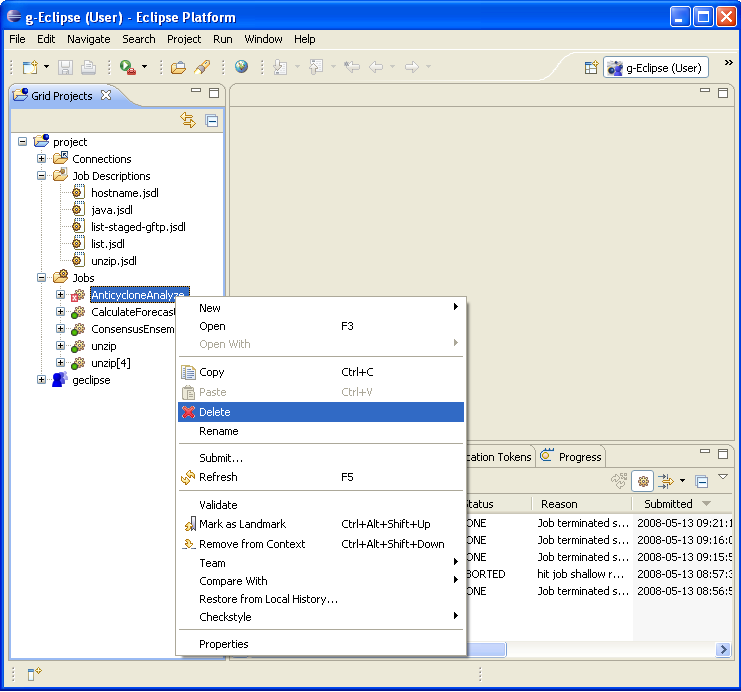 g-Eclipse (User) - Eclipse Platform
File Edit Navigate Search Project Run Window Help
g-Eclipse (User)
Grid Projects
project
Connections
Job Descriptions
hostname.jsdl
java.jsdl
list-staged-gftp.jsdl
list.jsdl
unzip.jsdl
Jobs
AnticycloneAnalyze
CalculateForecast
ConsensusEnsem
unzip
unzip[4]
geclipse
New
Open F3
Open With
Copy Ctrl+C
Paste Ctrl+V
Delete
Rename
Submit...
Refresh F5
Validate
Mark as Landmark Ctrl+Alt+Shift+Up
Remove from Context Ctrl+Alt+Shift+Down
Team
Compare With
Restore from Local History...
Checkstyle
Properties
cation Tokens Progress
Status Reason Submitted
ONE Job terminated s... 2008-05-13 09:21:1
ONE Job terminated s... 2008-05-13 09:16:0
ONE Job terminated s... 2008-05-13 09:15:5
BORTED hit job shallow r... 2008-05-13 08:57:3
ONE Job terminated s... 2008-05-13 08:56:5